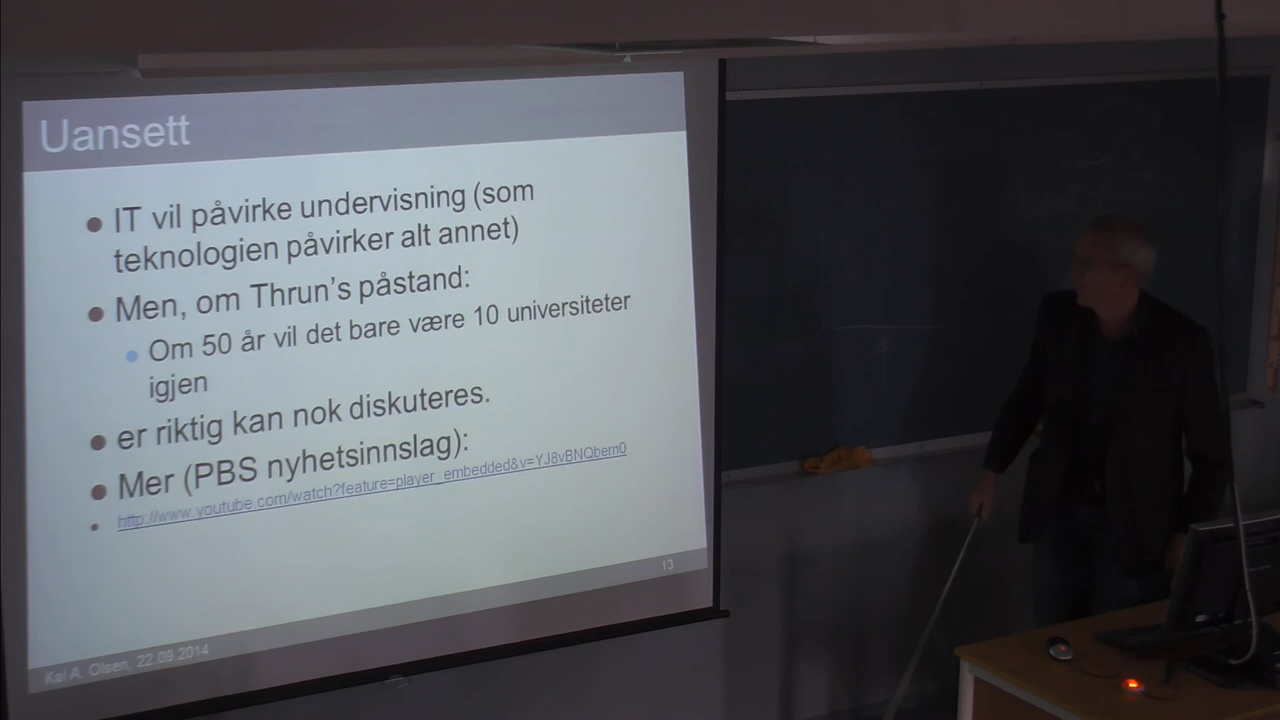 Uansett
IT vil påvirke undervisning (som
teknologien påvirker alt annet)
Men, om Thrun's påstand:
Om 50 år vil det bare være 10 universiteter
igjen
er riktig kan nok diskuteres.
Mer (PBS nyhetsinnslag):
http://www.youtube.com/watch?feature=player_embedded&v=YJ8vBNQbem0
13
Kai A. Olsen, 22.09.2014